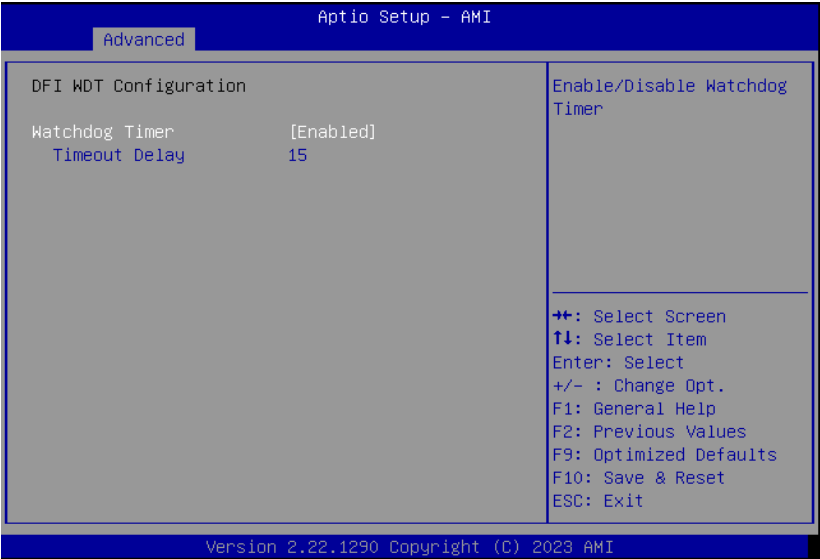 Aptio Setup – AMI
Advanced
DFI WDT Configuration
Watchdog Timer [Enabled]
Timeout Delay 15
Enable/Disable Watchdog
Timer
→←: Select Screen
↑↓: Select Item
Enter: Select
+/- : Change Opt.
F1: General Help
F2: Previous Values
F9: Optimized Defaults
F10: Save & Reset
ESC: Exit
Version 2.22.1290 Copyright (C) 2023 AMI